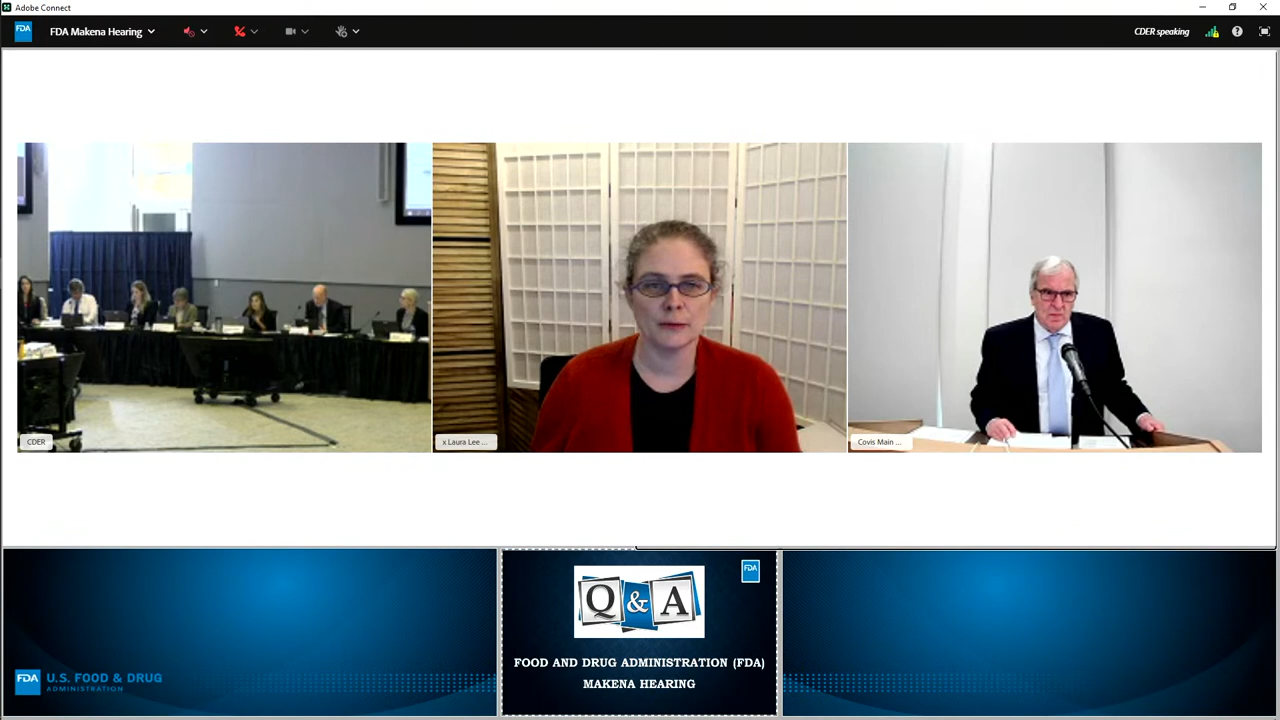 Adobe Connect
FDA
FDA Makena Hearing
CDER speaking
CDER
x Laura Lee ...
Covis Main ...
FDA
Q & A
FOOD AND DRUG ADMINISTRATION (FDA)
MAKENA HEARING
FDA
U.S. FOOD & DRUG
ADMINISTRATION